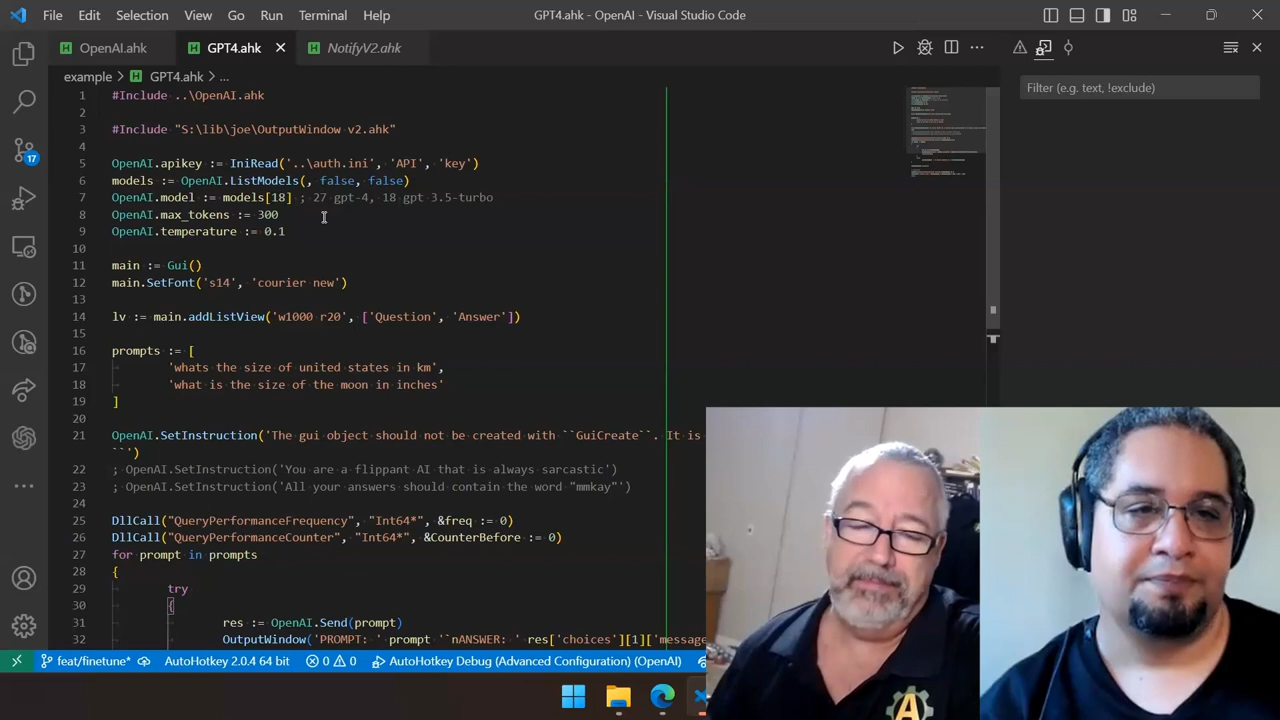 File Edit Selection View Go Run Terminal Help
GPT4.ahk - OpenAI - Visual Studio Code
OpenAI.ahk
GPT4.ahk
NotifyV2.ahk
example > GPT4.ahk > ...
Filter (e.g. text, !exclude)
1 #Include ..\OpenAI.ahk
2
3 #Include "S:\lib\joe\OutputWindow v2.ahk"
4
5 OpenAI.apikey := IniRead('..\auth.ini', 'API', 'key')
6 models := OpenAI.ListModels(, false, false)
7 OpenAI.model := models[18] ; 27 gpt-4, 18 gpt 3.5-turbo
8 OpenAI.max_tokens := 300
9 OpenAI.temperature := 0.1
10
11 main := Gui()
12 main.SetFont('s14', 'courier new')
13
14 lv := main.addListView('w1000 r20', ['Question', 'Answer'])
15
16 prompts := [
17 'whats the size of united states in km',
18 'what is the size of the moon in inches'
19 ]
20
21 OpenAI.SetInstruction('The gui object should not be created with ``GuiCreate``. It is
``')
22 ; OpenAI.SetInstruction('You are a flippant AI that is always sarcastic')
23 ; OpenAI.SetInstruction('All your answers should contain the word "mmkay"')
24
25 DllCall("QueryPerformanceFrequency", "Int64*", &freq := 0)
26 DllCall("QueryPerformanceCounter", "Int64*", &CounterBefore := 0)
27 for prompt in prompts
28 {
29 try
30 {
31 res := OpenAI.Send(prompt)
32 OutputWindow('PROMPT: ' prompt '`nANSWER: ' res['choices'][1]['message
17
feat/finetune* AutoHotkey 2.0.4 64 bit 0 0 AutoHotkey Debug (Advanced Configuration) (OpenAI)
A